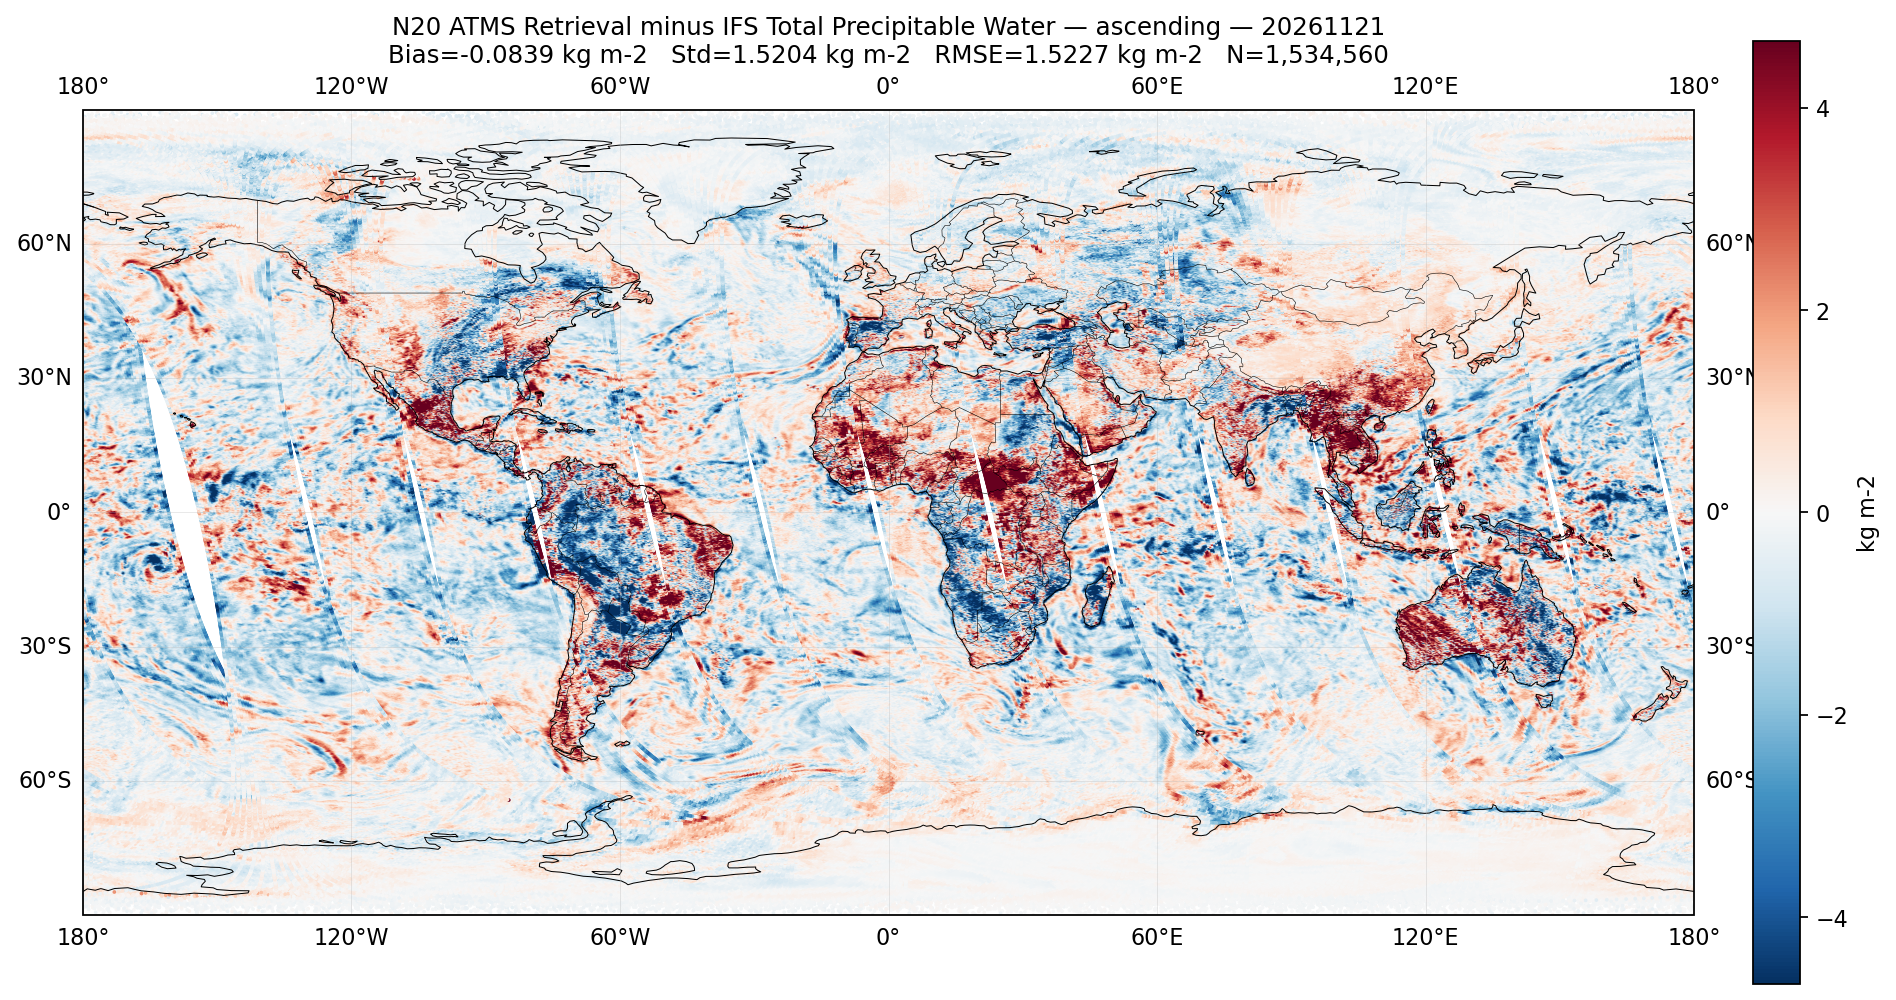 N20 ATMS Retrieval minus IFS Total Precipitable Water — ascending — 20261121
Bias=-0.0839 kg m-2   Std=1.5204 kg m-2   RMSE=1.5227 kg m-2   N=1,534,560
180° 120°W 60°W 0° 60°E 120°E 180°
60°N 60°N
30°N 30°N
0° 0°
30°S 30°S
60°S 60°S
180° 120°W 60°W 0° 60°E 120°E 180°
4
2
0
−2
−4
kg m-2